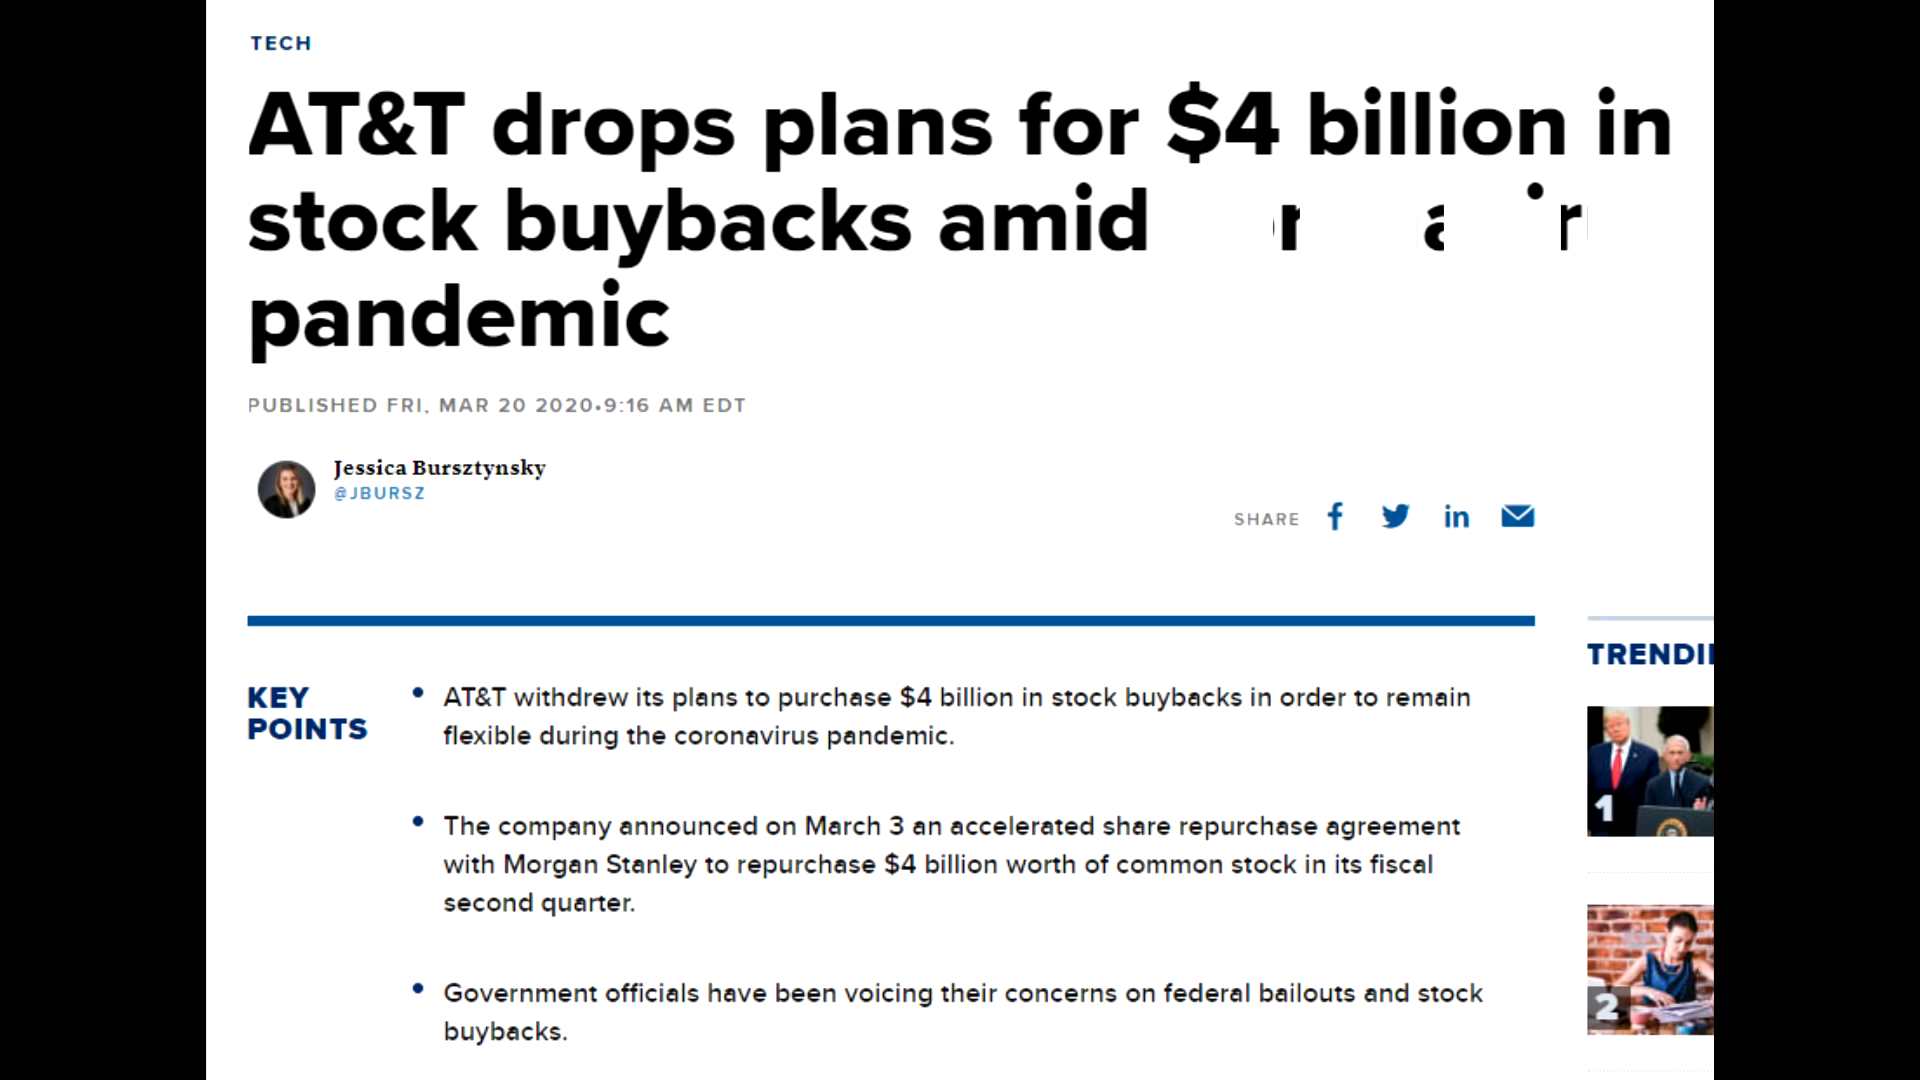 TECH
AT&T drops plans for $4 billion in
stock buybacks amid
pandemic
PUBLISHED FRI, MAR 20 2020•9:16 AM EDT
Jessica Bursztynsky
@JBURSZ
SHARE
KEY
POINTS
• AT&T withdrew its plans to purchase $4 billion in stock buybacks in order to remain
flexible during the coronavirus pandemic.
• The company announced on March 3 an accelerated share repurchase agreement
with Morgan Stanley to repurchase $4 billion worth of common stock in its fiscal
second quarter.
• Government officials have been voicing their concerns on federal bailouts and stock
buybacks.
TRENDI
1
2